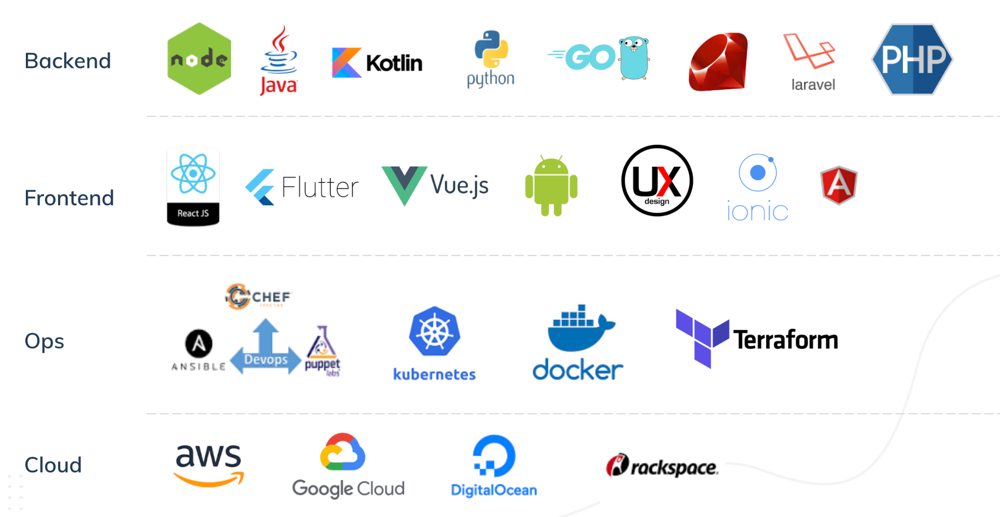 Backend
node
Java
Kotlin
python
GO
laravel
PHP
Frontend
React JS
Flutter
Vue.js
UX
design
ionic
A
Ops
CHEF
ANSIBLE
Devops
puppet
labs
kubernetes
docker
Terraform
Cloud
aws
Google Cloud
DigitalOcean
rackspace.